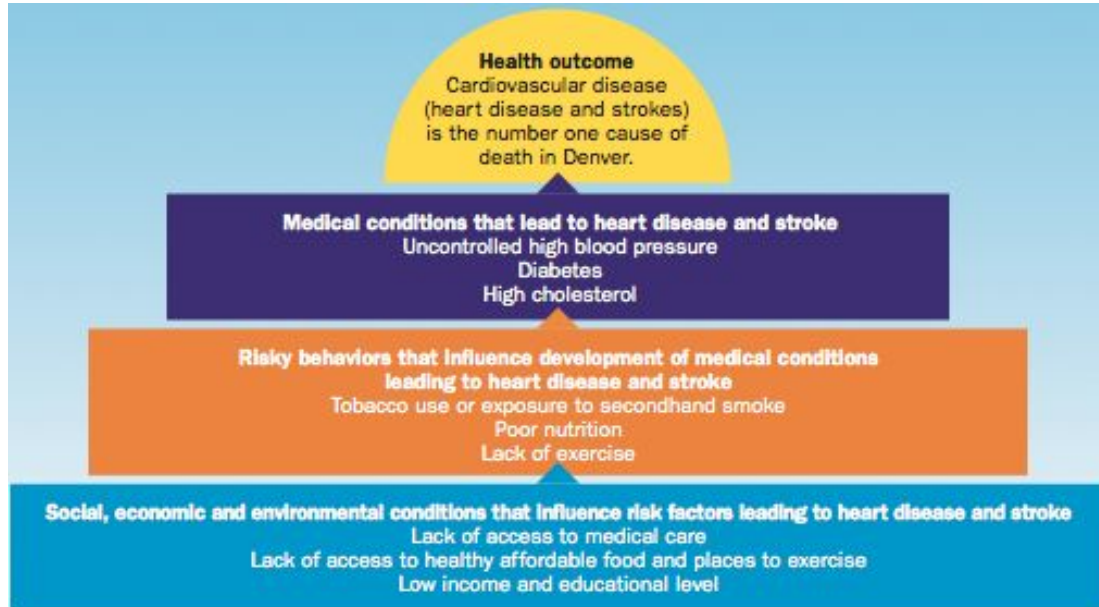 Health outcome
Cardiovascular disease
(heart disease and strokes)
is the number one cause of
death in Denver.
Medical conditions that lead to heart disease and stroke
Uncontrolled high blood pressure
Diabetes
High cholesterol
Risky behaviors that influence development of medical conditions
leading to heart disease and stroke
Tobacco use or exposure to secondhand smoke
Poor nutrition
Lack of exercise
Social, economic and environmental conditions that influence risk factors leading to heart disease and stroke
Lack of access to medical care
Lack of access to healthy affordable food and places to exercise
Low income and educational level